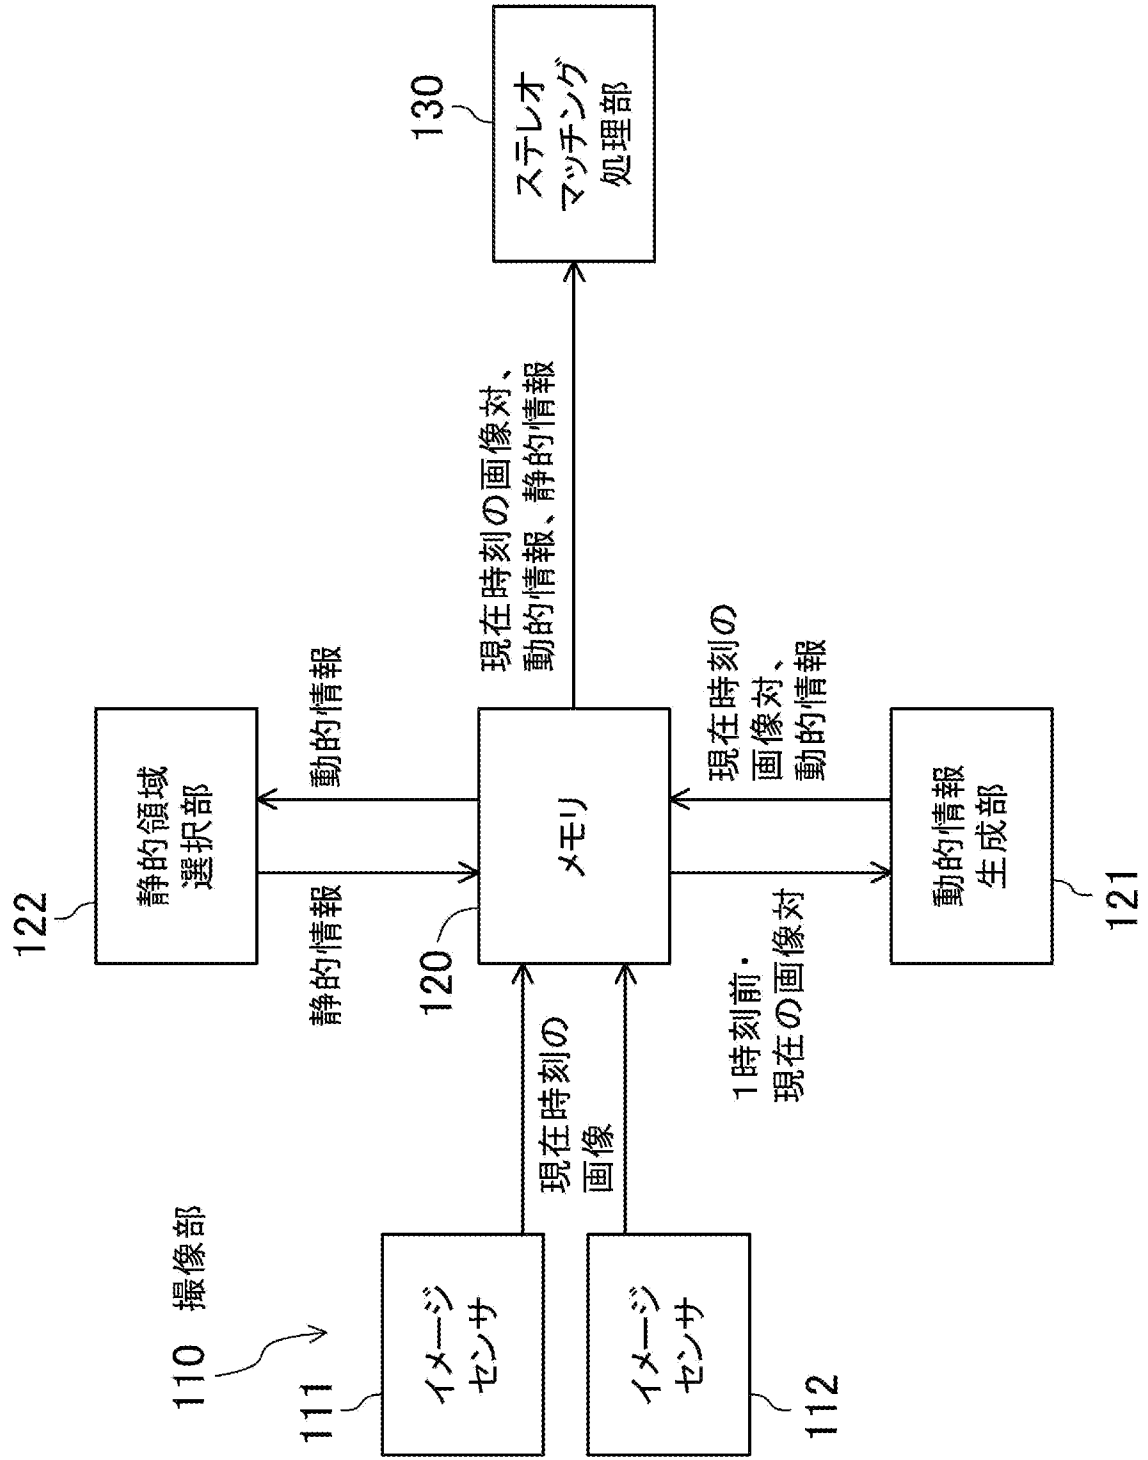 110 撮像部
111
イメージ
センサ
イメージ
センサ
112
現在時刻の
画像
122
静的領域
選択部
静的情報
動的情報
120
メモリ
1時刻前・
現在の画像対
現在時刻の
画像対、
動的情報
動的情報
生成部
121
現在時刻の画像対、
動的情報、静的情報
130
ステレオ
マッチング
処理部